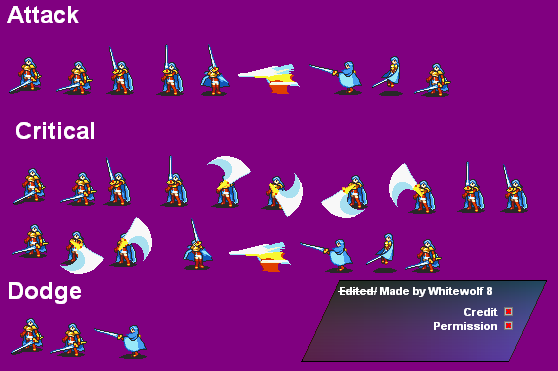 Attack
Critical
Dodge
Edited/ Made by Whitewolf 8
Credit
Permission